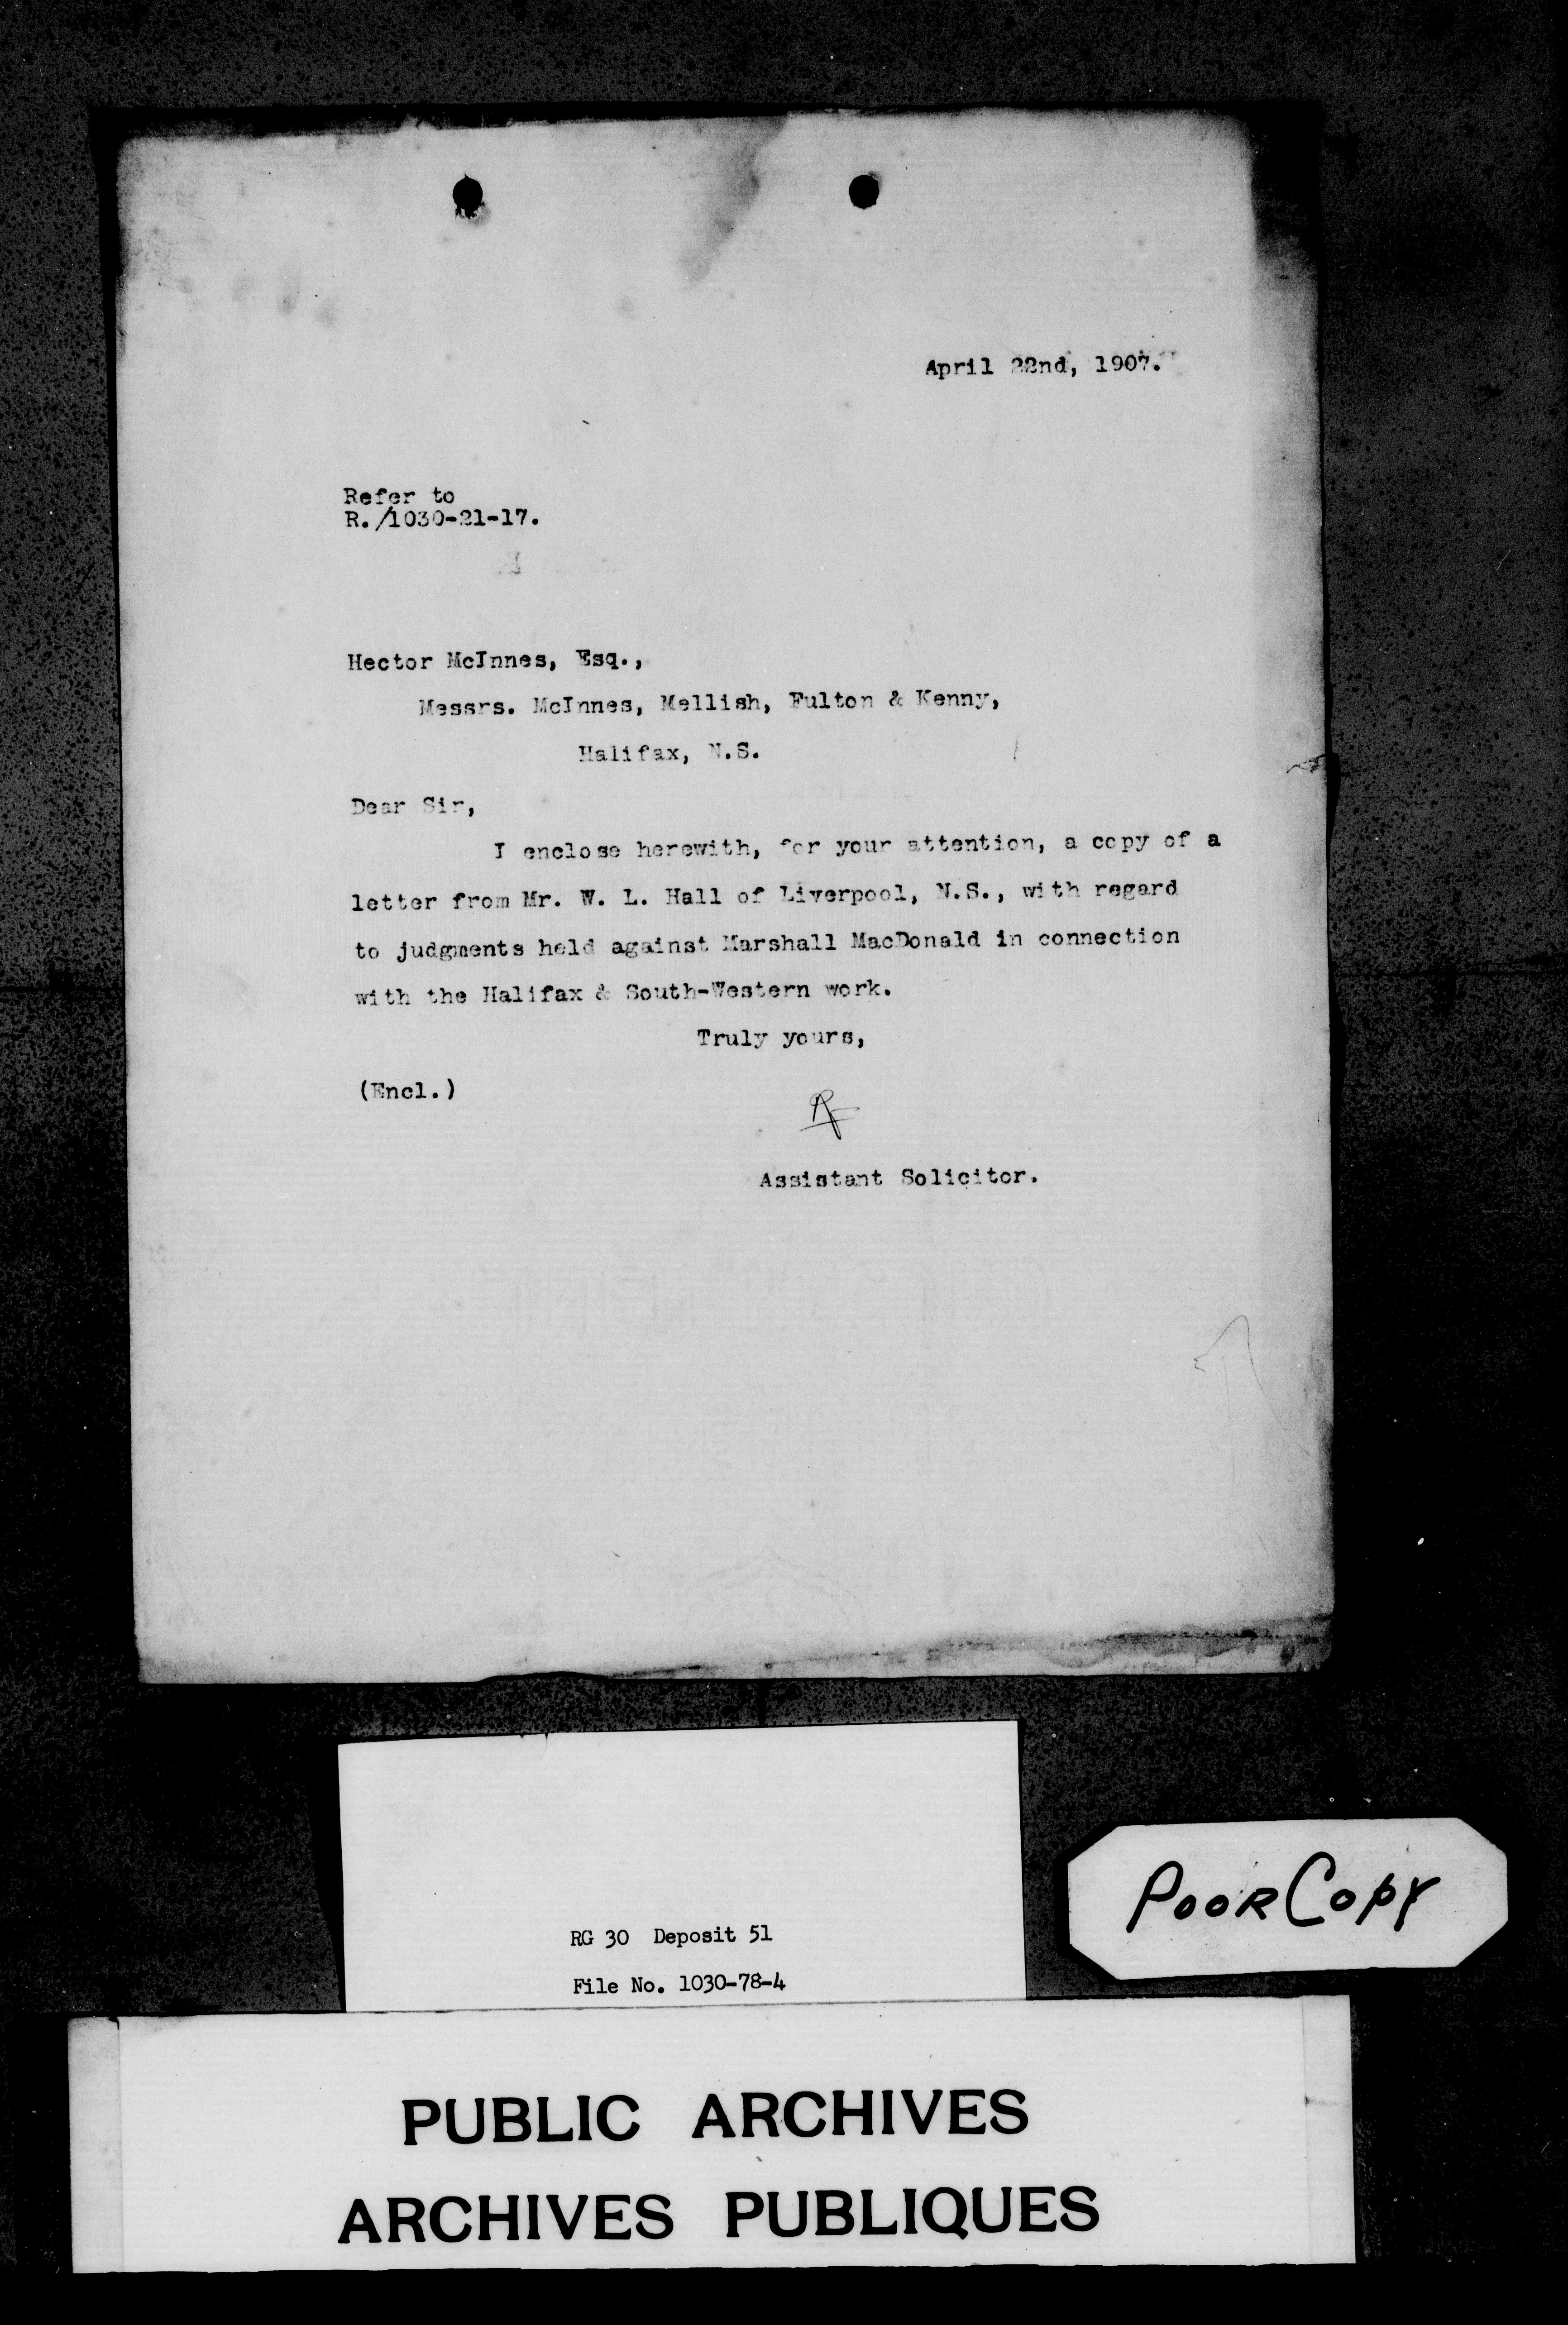 April 22nd, 1907.
Refer to
R./1030-21-17.
Hector McInnes, Esq.,
Messrs. McInnes, Mellish, Fulton & Kenny,
Halifax, N.S.
Dear Sir,
I enclose herewith, for your attention, a copy of a
letter from Mr. W. L. Hall of Liverpool, N.S., with regard
to judgments held against Marshall MacDonald in connection
with the Halifax & South-Western work.
Truly yours,
(Encl.)
Assistant Solicitor.
RG 30 Deposit 51
File No. 1030-78-4
POOR COPY
PUBLIC ARCHIVES
ARCHIVES PUBLIQUES